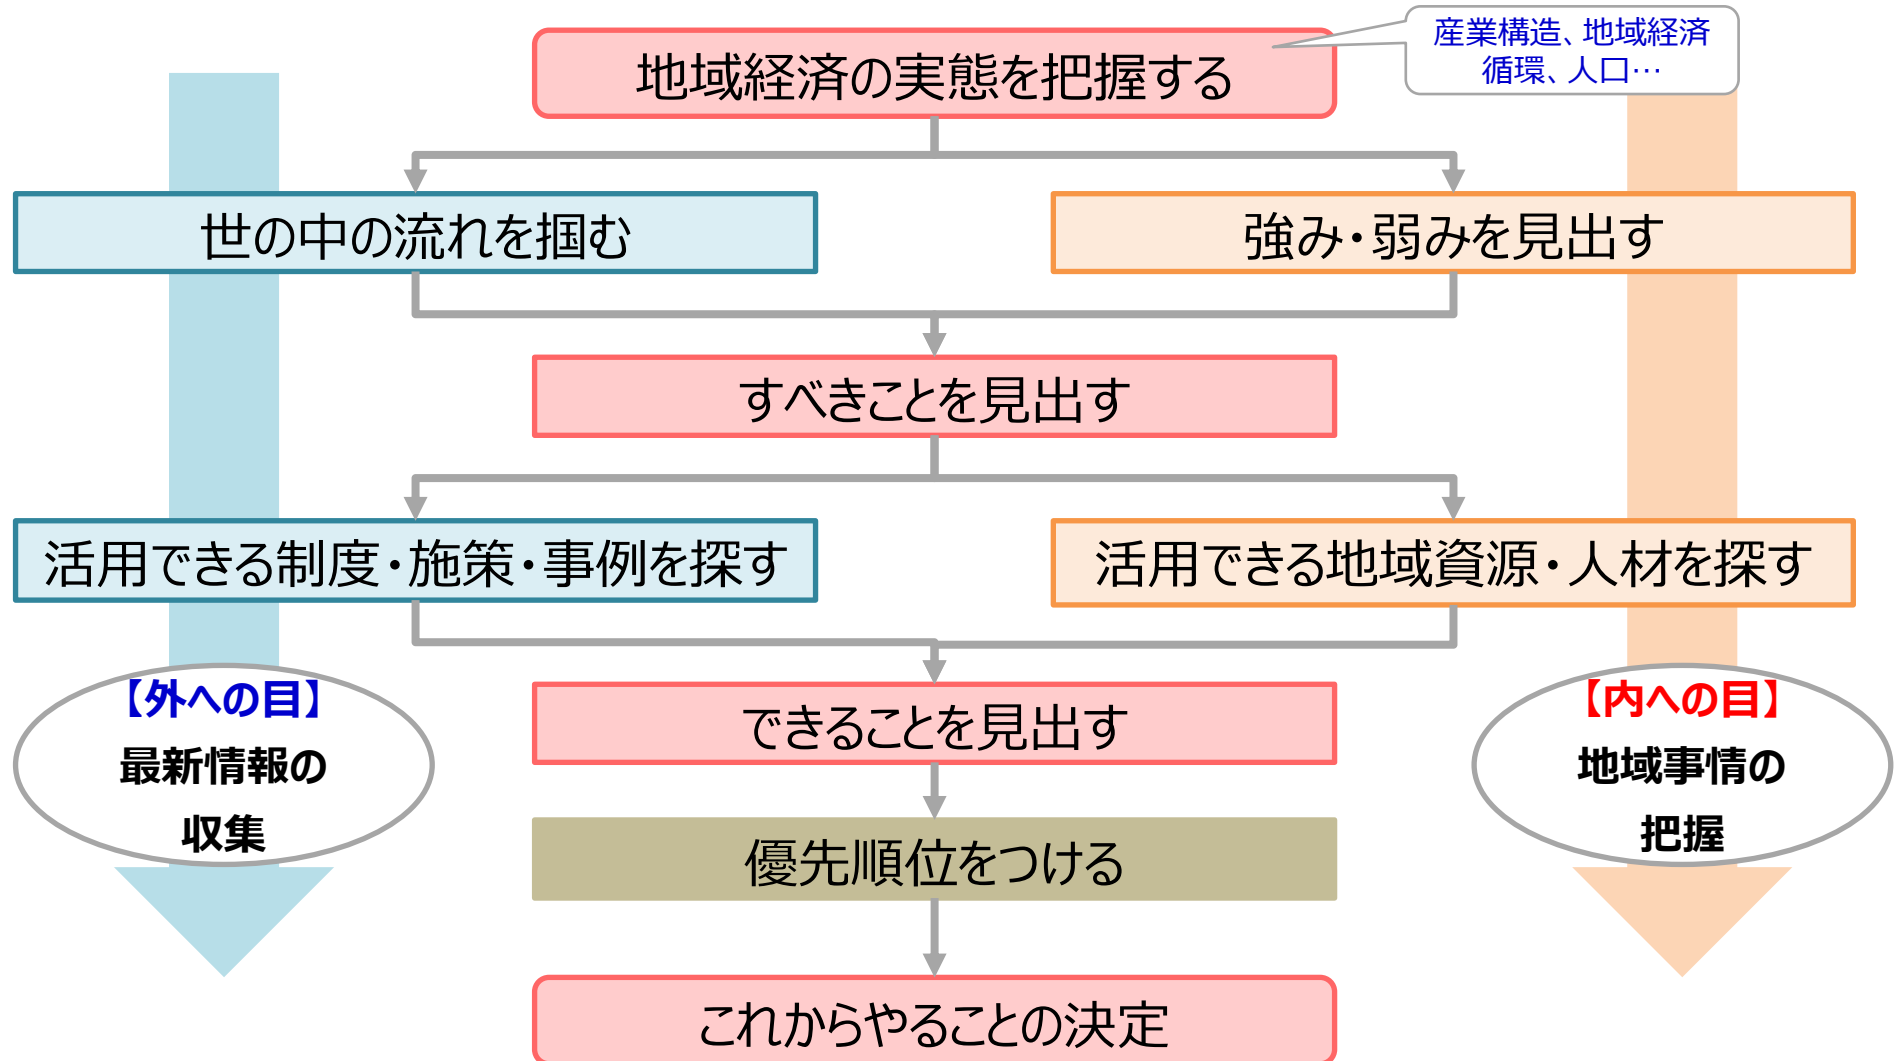 産業構造、地域経済
循環、人口…
地域経済の実態を把握する
世の中の流れを掴む
強み・弱みを見出す
すべきことを見出す
活用できる制度・施策・事例を探す
活用できる地域資源・人材を探す
【外への目】
最新情報の
収集
【内への目】
地域事情の
把握
できることを見出す
優先順位をつける
これからやることの決定